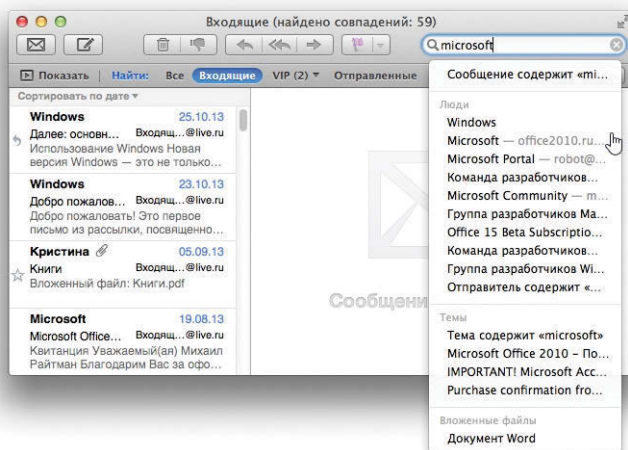 Входящие (найдено совпадений: 59)
microsoft
Показать Найти: Все Входящие VIP (2) Отправленные
Сортировать по дате
Windows 25.10.13
Далее: основн... Входящ...@live.ru
Использование Windows Новая
версия Windows — это не только...
Windows 23.10.13
Добро пожалов... Входящ...@live.ru
Добро пожаловать! Это первое
письмо из рассылки, посвященно...
Кристина 05.09.13
Книги Входящ...@live.ru
Вложенный файл: Книги.pdf
Microsoft 19.08.13
Microsoft Office... Входящ...@live.ru
Квитанция Уважаемый(ая) Михаил
Райтман Благодарим Вас за офо...
Сообщени
Сообщение содержит «mi...
Люди
Windows
Microsoft — office2010.ru...
Microsoft Portal — robot@...
Команда разработчиков...
Microsoft Community — m...
Группа разработчиков Ma...
Office 15 Beta Subscriptio...
Команда разработчиков...
Группа разработчиков Wi...
Отправитель содержит «...
Темы
Тема содержит «microsoft»
Microsoft Office 2010 – По...
IMPORTANT! Microsoft Acc...
Purchase confirmation fro...
Вложенные файлы
Документ Word